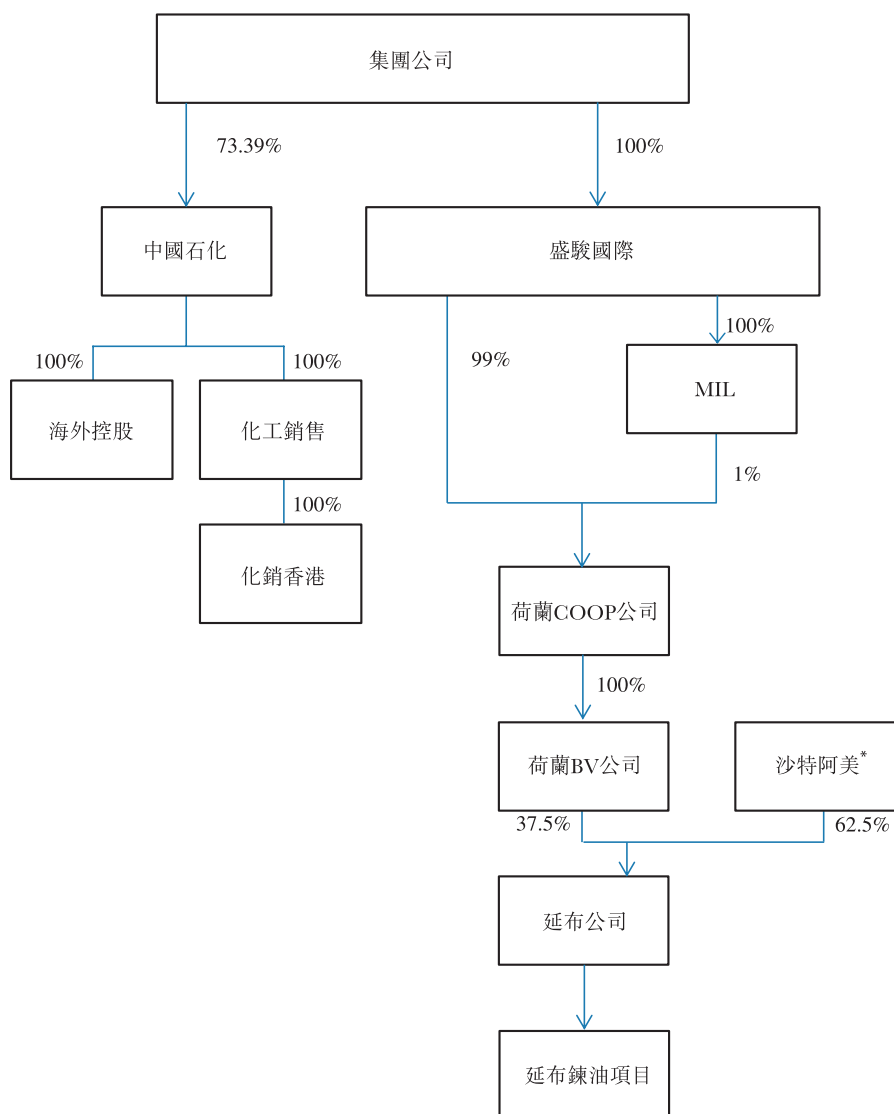 集團公司
73.39%
100%
中國石化
盛駿國際
100%
100%
99%
100%
海外控股
化工銷售
MIL
100%
1%
化銷香港
荷蘭COOP公司
100%
荷蘭BV公司
沙特阿美*
37.5%
62.5%
延布公司
延布鍊油項目